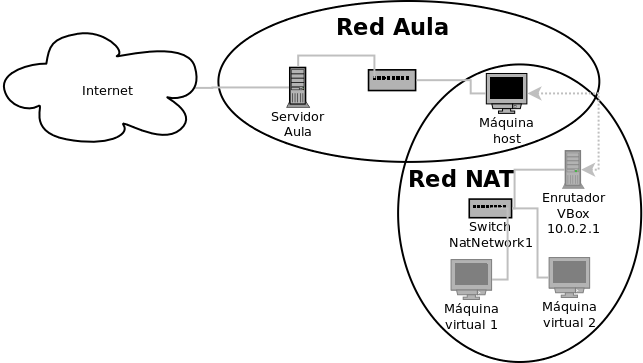 Red Aula
Internet
Servidor
Aula
Máquina
host
Red NAT
Enrutador
VBox
10.0.2.1
Switch
NatNetwork1
Máquina
virtual 1
Máquina
virtual 2